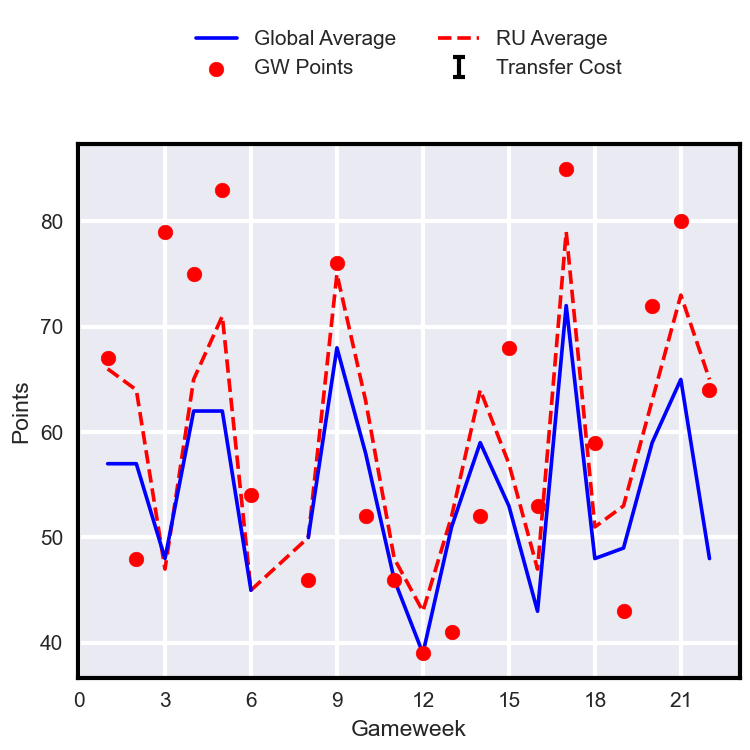 Global Average RU Average
GW Points Transfer Cost
80
70
60
50
40
Points
0 3 6 9 12 15 18 21
Gameweek